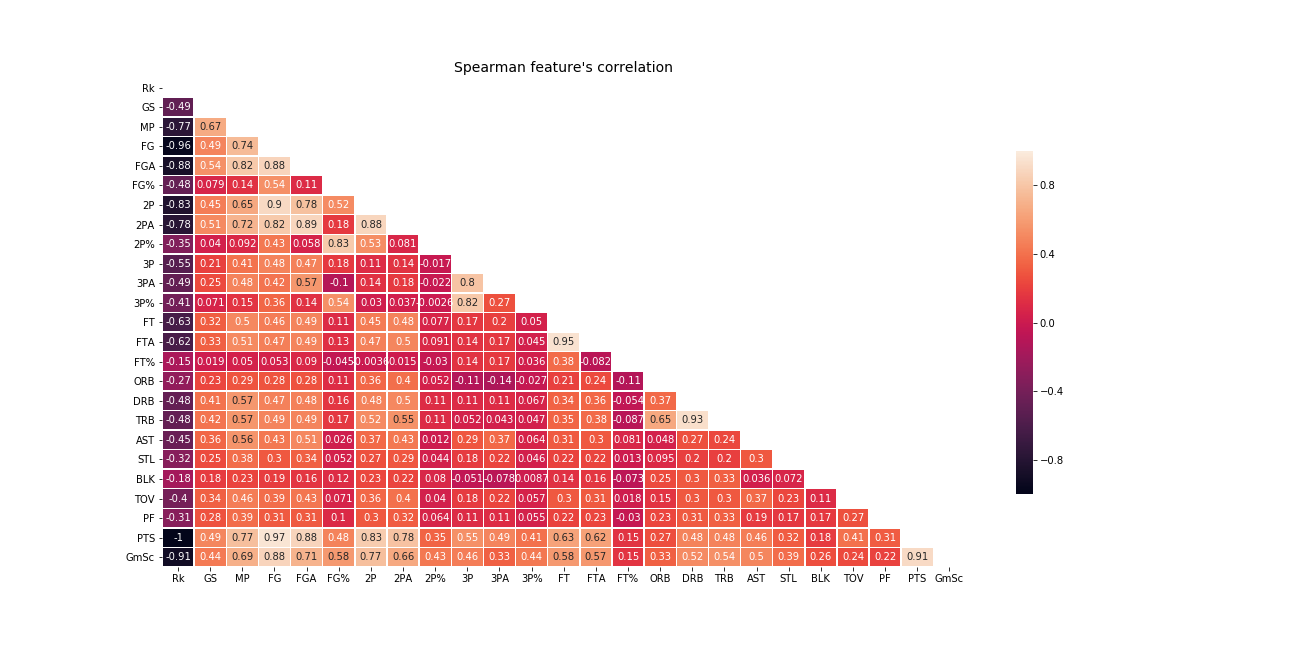 Spearman feature's correlation
Rk
GS -0.49
MP -0.77 0.67
FG -0.96 0.49 0.74
FGA -0.88 0.54 0.82 0.88
FG% -0.48 0.079 0.14 0.54 0.11
2P -0.83 0.45 0.65 0.9 0.78 0.52
2PA -0.78 0.51 0.72 0.82 0.89 0.18 0.88
2P% -0.35 0.04 0.092 0.43 0.058 0.83 0.53 0.081
3P -0.55 0.21 0.41 0.48 0.47 0.18 0.11 0.14 -0.017
3PA -0.49 0.25 0.48 0.42 0.57 -0.1 0.14 0.18 -0.022 0.8
3P% -0.41 0.071 0.15 0.36 0.14 0.54 0.03 0.037 -0.0026 0.82 0.27
FT -0.63 0.32 0.5 0.46 0.49 0.11 0.45 0.48 0.077 0.17 0.2 0.05
FTA -0.62 0.33 0.51 0.47 0.49 0.13 0.47 0.5 0.091 0.14 0.17 0.045 0.95
FT% -0.15 0.019 0.05 0.053 0.09 -0.045 0.0036 0.015 -0.03 0.14 0.17 0.036 0.38 -0.082
ORB -0.27 0.23 0.29 0.28 0.28 0.11 0.36 0.4 0.052 -0.11 -0.14 -0.027 0.21 0.24 -0.11
DRB -0.48 0.41 0.57 0.47 0.48 0.16 0.48 0.5 0.11 0.11 0.11 0.067 0.34 0.36 -0.054 0.37
TRB -0.48 0.42 0.57 0.49 0.49 0.17 0.52 0.55 0.11 0.052 0.043 0.047 0.35 0.38 -0.087 0.65 0.93
AST -0.45 0.36 0.56 0.43 0.51 0.026 0.37 0.43 0.012 0.29 0.37 0.064 0.31 0.3 0.081 0.048 0.27 0.24
STL -0.32 0.25 0.38 0.3 0.34 0.052 0.27 0.29 0.044 0.18 0.22 0.046 0.22 0.22 0.013 0.095 0.2 0.2 0.3
BLK -0.18 0.18 0.23 0.19 0.16 0.12 0.23 0.22 0.08 -0.051 -0.078 0.0087 0.14 0.16 -0.073 0.25 0.3 0.33 0.036 0.072
TOV -0.4 0.34 0.46 0.39 0.43 0.071 0.36 0.4 0.04 0.18 0.22 0.057 0.3 0.31 0.018 0.15 0.3 0.3 0.37 0.23 0.11
PF -0.31 0.28 0.39 0.31 0.31 0.1 0.3 0.32 0.064 0.11 0.11 0.055 0.22 0.23 -0.03 0.23 0.31 0.33 0.19 0.17 0.17 0.27
PTS -1 0.49 0.77 0.97 0.88 0.48 0.83 0.78 0.35 0.55 0.49 0.41 0.63 0.62 0.15 0.27 0.48 0.48 0.46 0.32 0.18 0.41 0.31
GmSc -0.91 0.44 0.69 0.88 0.71 0.58 0.77 0.66 0.43 0.46 0.33 0.44 0.58 0.57 0.15 0.33 0.52 0.54 0.5 0.39 0.26 0.24 0.22 0.91
Rk GS MP FG FGA FG% 2P 2PA 2P% 3P 3PA 3P% FT FTA FT% ORB DRB TRB AST STL BLK TOV PF PTS GmSc
0.8
0.4
0.0
-0.4
-0.8